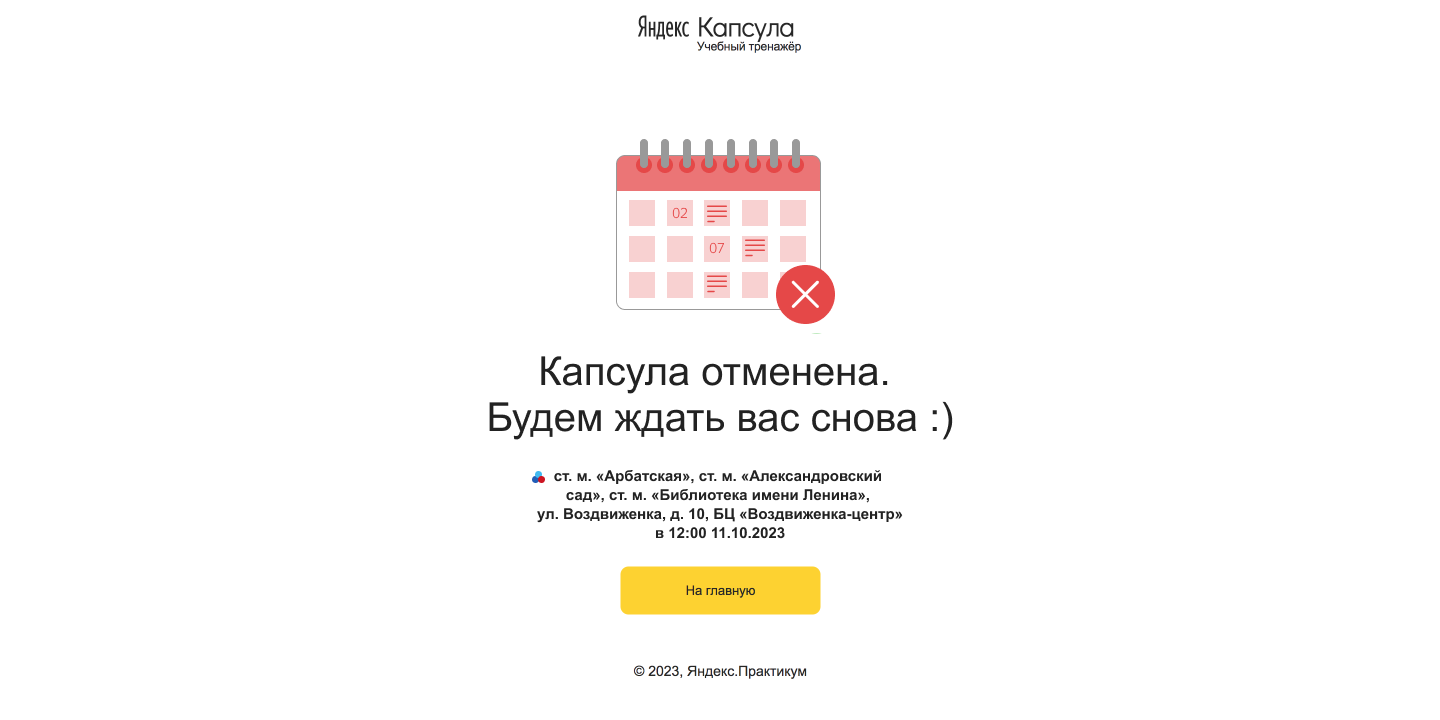 Яндекс Капсула
Учебный тренажёр
02
07
Капсула отменена.
Будем ждать вас снова :)
ст. м. «Арбатская», ст. м. «Александровский
сад», ст. м. «Библиотека имени Ленина»,
ул. Воздвиженка, д. 10, БЦ «Воздвиженка-центр»
в 12:00 11.10.2023
На главную
© 2023, Яндекс.Практикум